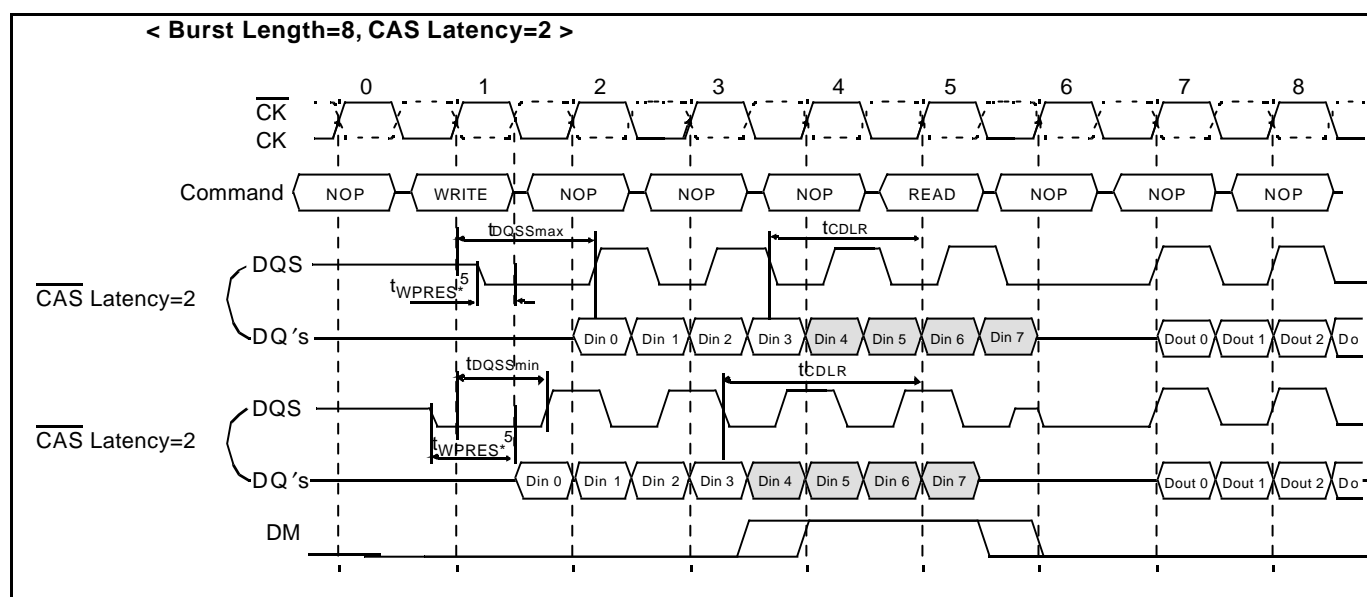 < Burst Length=8, CAS Latency=2 >
0 1 2 3 4 5 6 7 8
CK
CK
Command NOP WRITE NOP NOP NOP READ NOP NOP NOP
tDQSSmax tCDLR
DQS
tWPRES*5
CAS Latency=2
DQ's Din 0 Din 1 Din 2 Din 3 Din 4 Din 5 Din 6 Din 7 Dout 0 Dout 1 Dout 2 Do
tDQSSmin tCDLR
DQS
CAS Latency=2
tWPRES*5
DQ's Din 0 Din 1 Din 2 Din 3 Din 4 Din 5 Din 6 Din 7 Dout 0 Dout 1 Dout 2 Do
DM